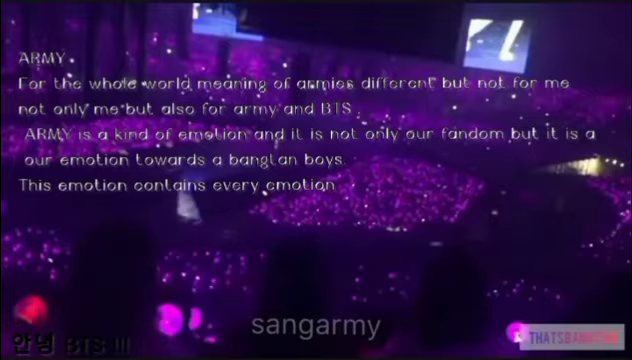 ARMY
For the whole world meaning of armies different but not for me
not only me but also for army and BTS
ARMY is a kind of emotion and it is not only our fandom but it is a
our emotion towards a bangtan boys.
This emotion contains every emotion
sangarmy
안녕 BTS !!!